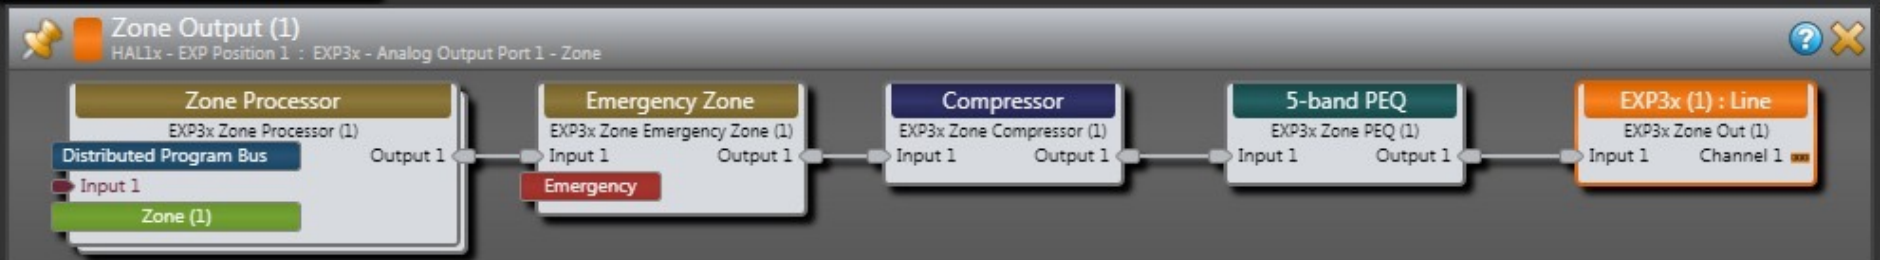 Zone Output (1)
HAL1x - EXP Position 1 : EXP3x - Analog Output Port 1 - Zone
Zone Processor
EXP3x Zone Processor (1)
Distributed Program Bus
Output 1
Input 1
Zone (1)
Emergency Zone
EXP3x Zone Emergency Zone (1)
Input 1 Output 1
Emergency
Compressor
EXP3x Zone Compressor (1)
Input 1 Output 1
5-band PEQ
EXP3x Zone PEQ (1)
Input 1 Output 1
EXP3x (1) : Line
EXP3x Zone Out (1)
Input 1 Channel 1